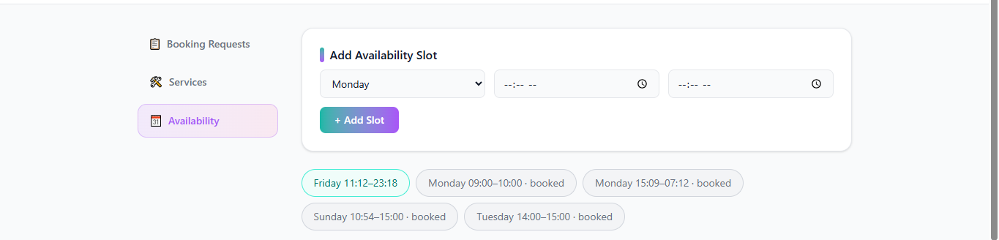 Booking Requests
Services
31
Availability
Add Availability Slot
Monday
--:-- --
--:-- --
+ Add Slot
Friday 11:12–23:18
Monday 09:00–10:00 · booked
Monday 15:09–07:12 · booked
Sunday 10:54–15:00 · booked
Tuesday 14:00–15:00 · booked